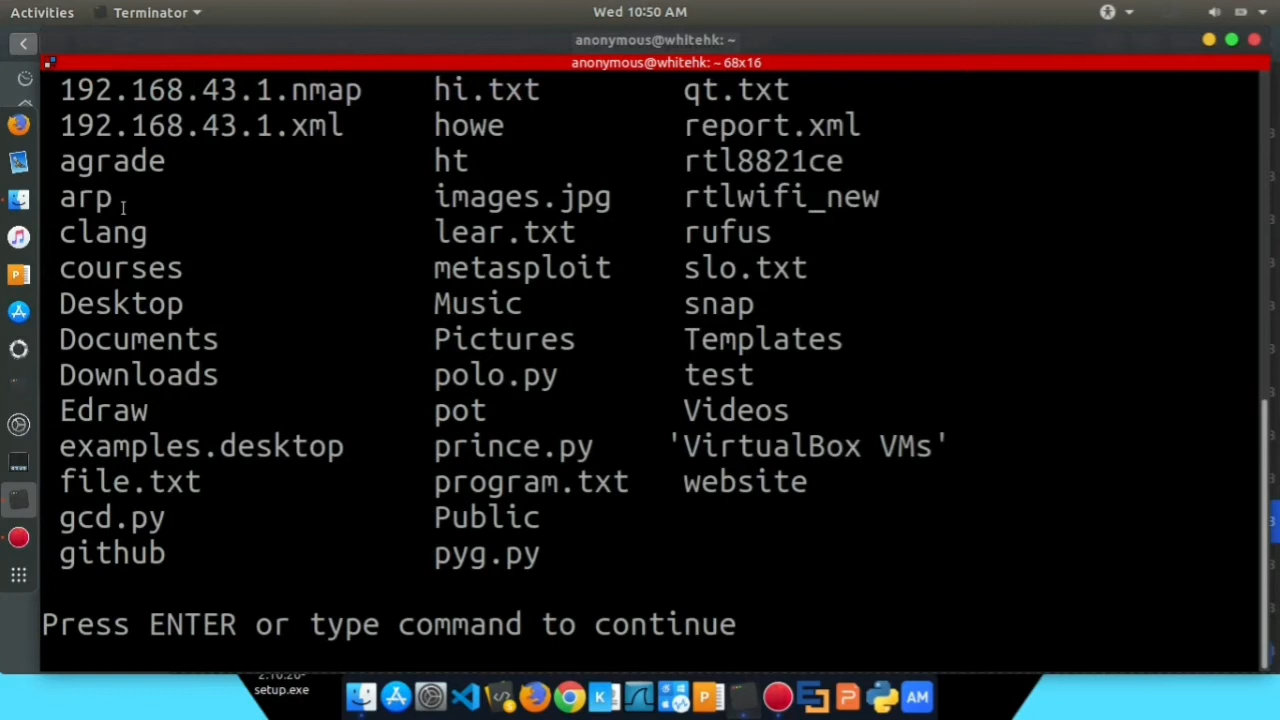 Activities Terminator Wed 10:50 AM
anonymous@whitehk: ~
anonymous@whitehk: ~ 68x16
192.168.43.1.nmap hi.txt qt.txt
192.168.43.1.xml howe report.xml
agrade ht rtl8821ce
arp images.jpg rtlwifi_new
clang lear.txt rufus
courses metasploit slo.txt
Desktop Music snap
Documents Pictures Templates
Downloads polo.py test
Edraw pot Videos
examples.desktop prince.py 'VirtualBox VMs'
file.txt program.txt website
gcd.py Public
github pyg.py
Press ENTER or type command to continue
setup.exe
AM